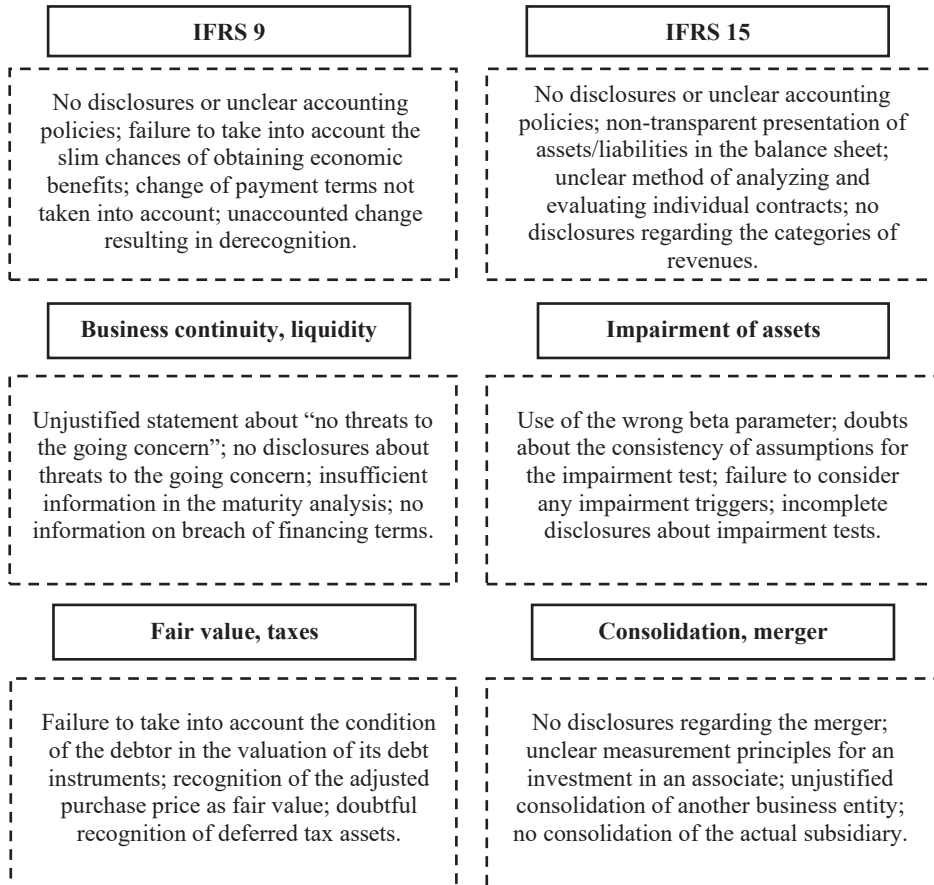 IFRS 9
No disclosures or unclear accounting
policies; failure to take into account the
slim chances of obtaining economic
benefits; change of payment terms not
taken into account; unaccounted change
resulting in derecognition.
IFRS 15
No disclosures or unclear accounting
policies; non-transparent presentation of
assets/liabilities in the balance sheet;
unclear method of analyzing and
evaluating individual contracts; no
disclosures regarding the categories of
revenues.
Business continuity, liquidity
Unjustified statement about “no threats to
the going concern”; no disclosures about
threats to the going concern; insufficient
information in the maturity analysis; no
information on breach of financing terms.
Impairment of assets
Use of the wrong beta parameter; doubts
about the consistency of assumptions for
the impairment test; failure to consider
any impairment triggers; incomplete
disclosures about impairment tests.
Fair value, taxes
Failure to take into account the condition
of the debtor in the valuation of its debt
instruments; recognition of the adjusted
purchase price as fair value; doubtful
recognition of deferred tax assets.
Consolidation, merger
No disclosures regarding the merger;
unclear measurement principles for an
investment in an associate; unjustified
consolidation of another business entity;
no consolidation of the actual subsidiary.